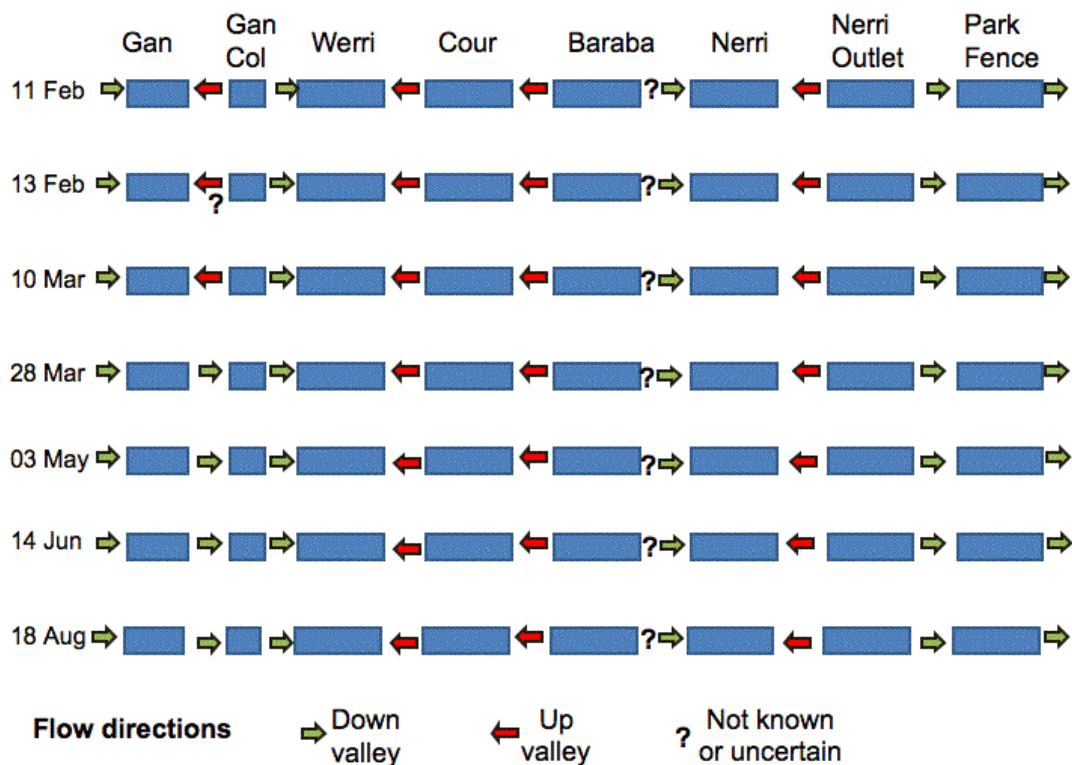 Gan
Gan
Col
Werri
Cour
Baraba
Nerri
Nerri
Outlet
Park
Fence
11 Feb
?
13 Feb
?
?
10 Mar
?
28 Mar
?
03 May
?
14 Jun
?
18 Aug
?
Flow directions
Down
valley
Up
valley
?
Not known
or uncertain